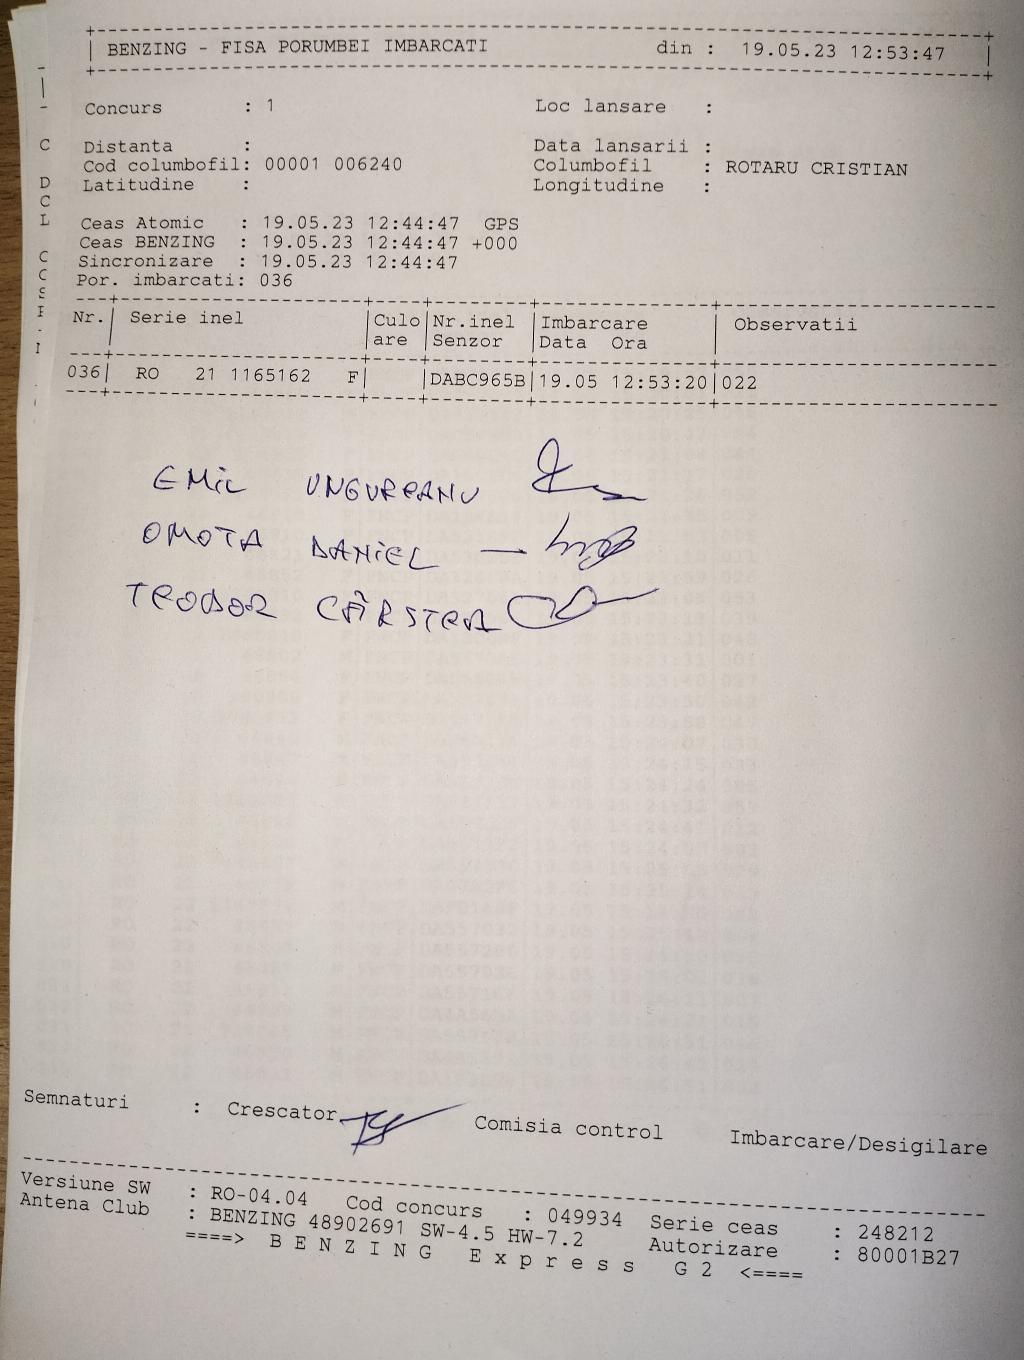 BENZING - FISA PORUMBEI IMBARCATI din : 19.05.23 12:53:47
Concurs : 1 Loc lansare :
Distanta : Data lansarii :
Cod columbofil: 00001 006240 Columbofil : ROTARU CRISTIAN
Latitudine : Longitudine :
Ceas Atomic : 19.05.23 12:44:47 GPS
Ceas BENZING : 19.05.23 12:44:47 +000
Sincronizare : 19.05.23 12:44:47
Por. imbarcati: 036
Nr. Serie inel Culo Nr.inel Imbarcare Observatii
are Senzor Data Ora
036 RO 21 1165162 F DABC965B 19.05 12:53:20 022
EMIL UNGUREANU
OMOTA DANIEL
TEODOR CÂRSTEA
Semnaturi : Crescator Comisia control Imbarcare/Desigilare
Versiune SW : RO-04.04 Cod concurs : 049934 Serie ceas : 248212
Antena Club : BENZING 48902691 SW-4.5 HW-7.2 Autorizare : 80001B27
====> B E N Z I N G E x p r e s s G 2 <====